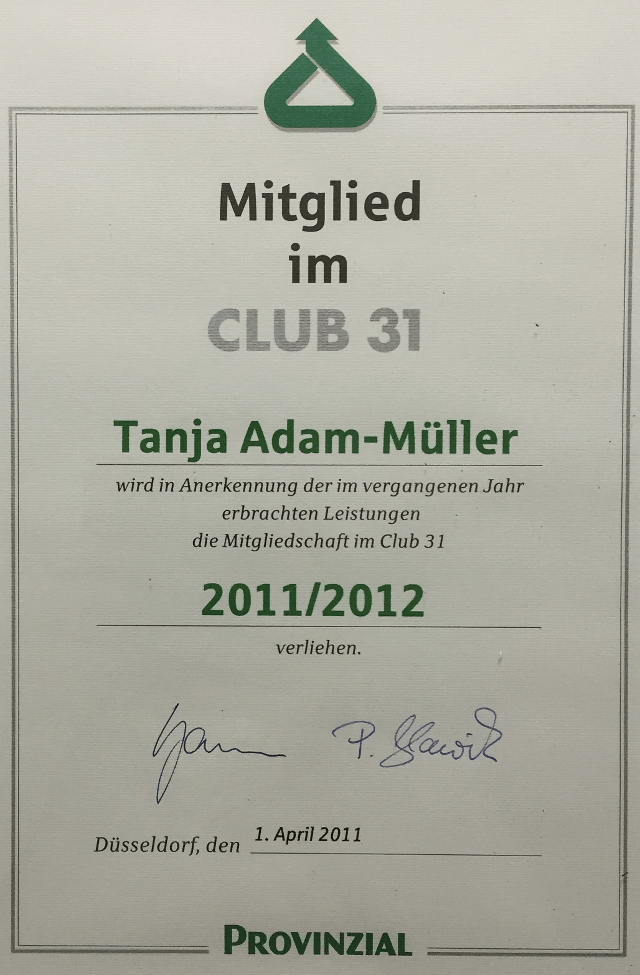 Mitglied
im
CLUB 31
Tanja Adam-Müller
wird in Anerkennung der im vergangenen Jahr
erbrachten Leistungen
die Mitgliedschaft im Club 31
2011/2012
verliehen.
Düsseldorf, den 1. April 2011
PROVINZIAL